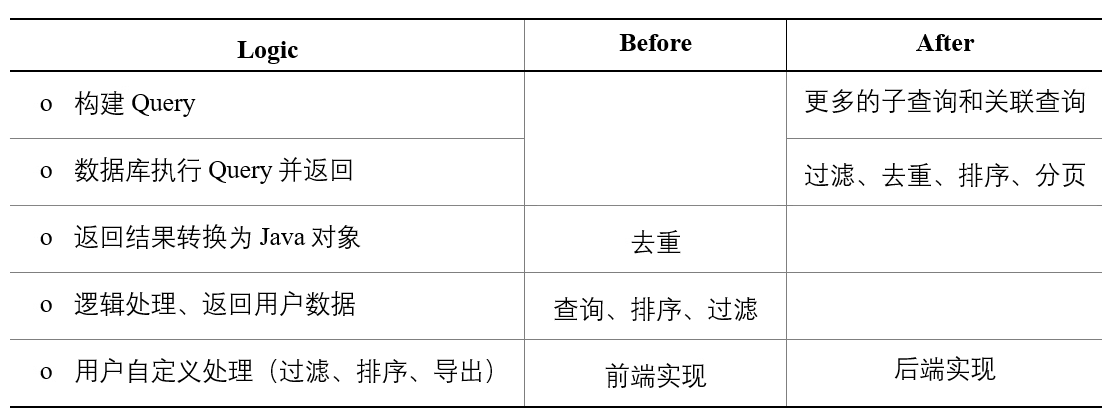 Logic Before After
o 构建 Query 更多的子查询和关联查询
o 数据库执行 Query 并返回 过滤、去重、排序、分页
o 返回结果转换为 Java 对象 去重
o 逻辑处理、返回用户数据 查询、排序、过滤
o 用户自定义处理（过滤、排序、导出） 前端实现 后端实现